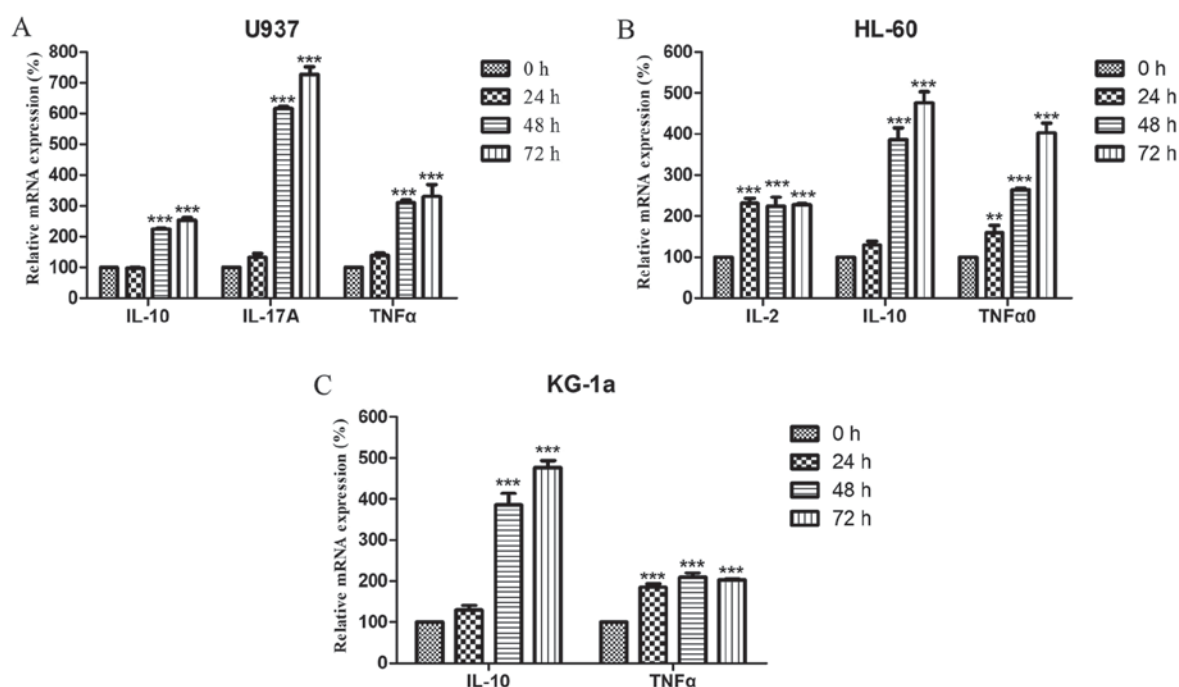 A
U937
Relative mRNA expression (%)
800
700
600
500
400
300
200
100
0
*** *** *** *** *** ***
IL-10 IL-17A TNFα
0 h
24 h
48 h
72 h
B
HL-60
Relative mRNA expression (%)
600
500
400
300
200
100
0
*** *** *** *** *** ** *** ***
IL-2 IL-10 TNFα0
0 h
24 h
48 h
72 h
C
KG-1a
Relative mRNA expression (%)
600
500
400
300
200
100
0
*** *** *** *** ***
IL-10 TNFα
0 h
24 h
48 h
72 h